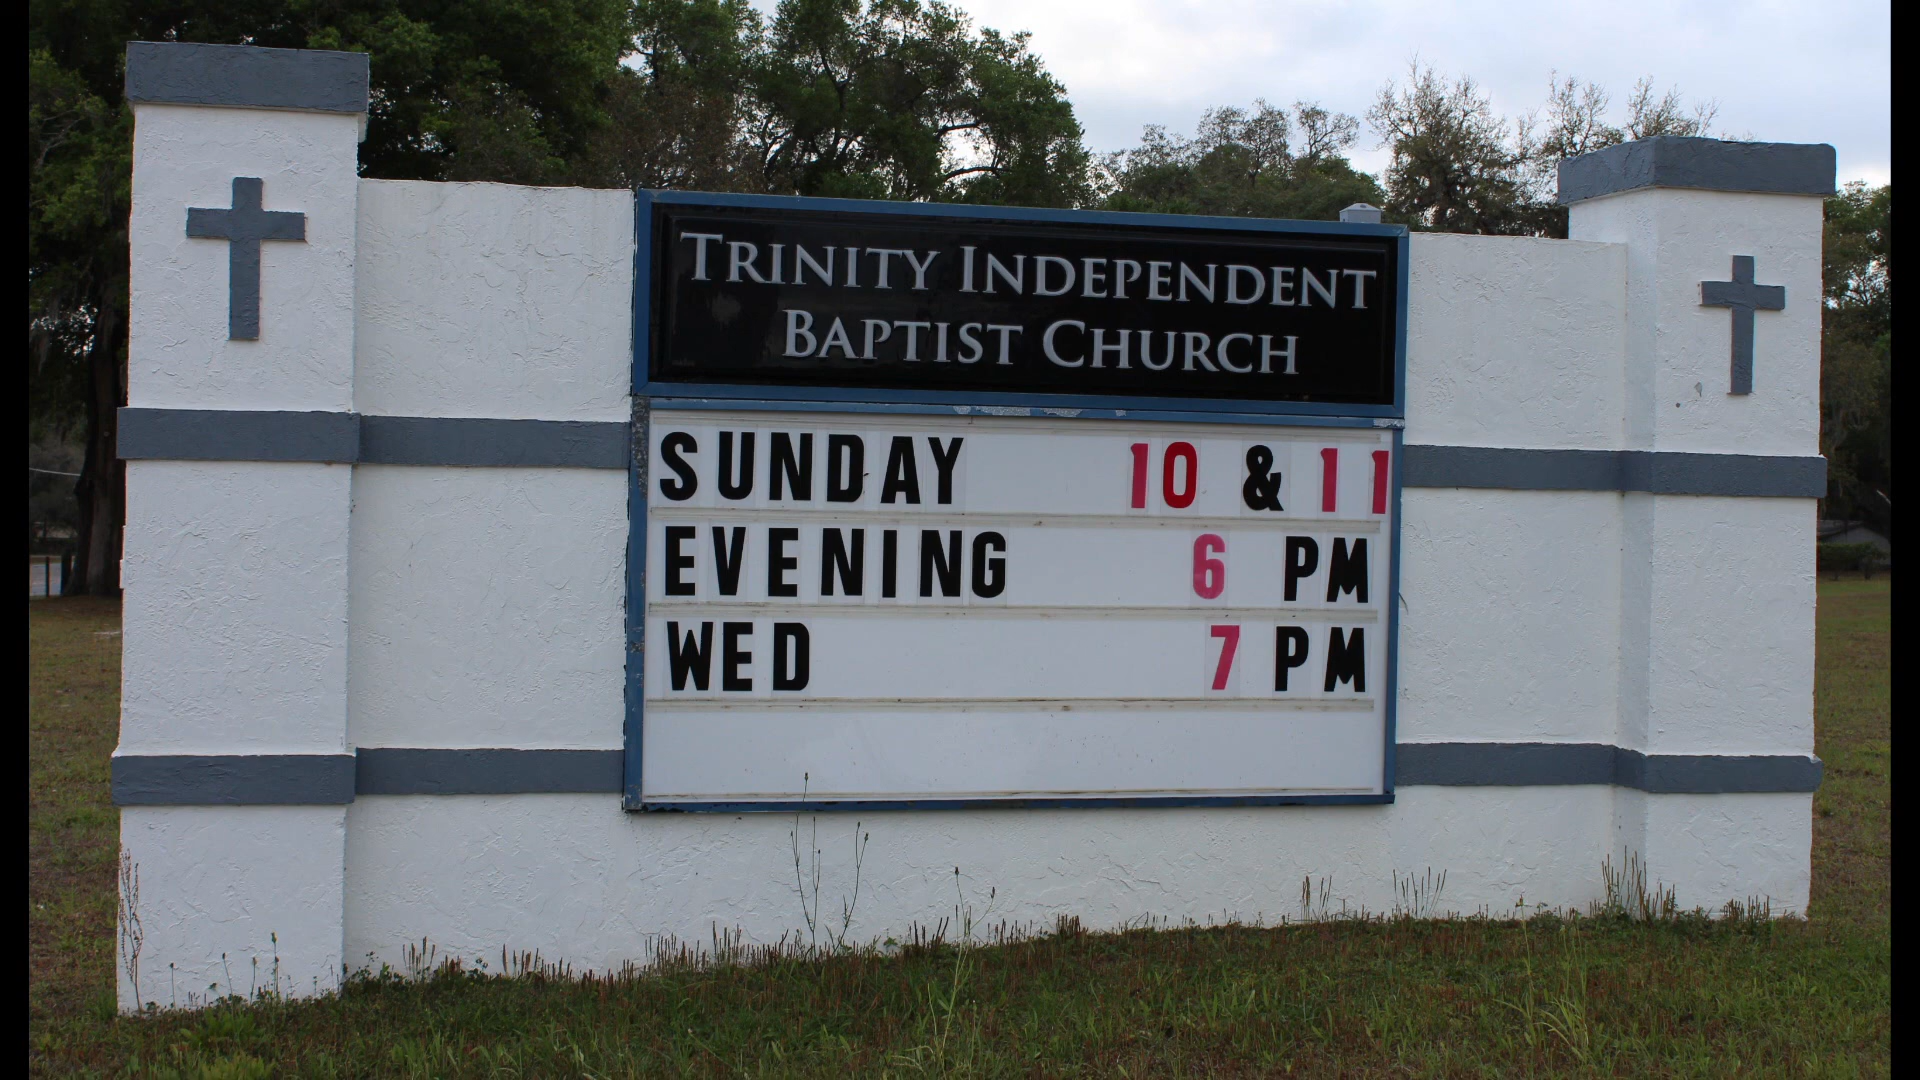 TRINITY INDEPENDENT
BAPTIST CHURCH
SUNDAY 10 & 11
EVENING 6 PM
WED 7 PM